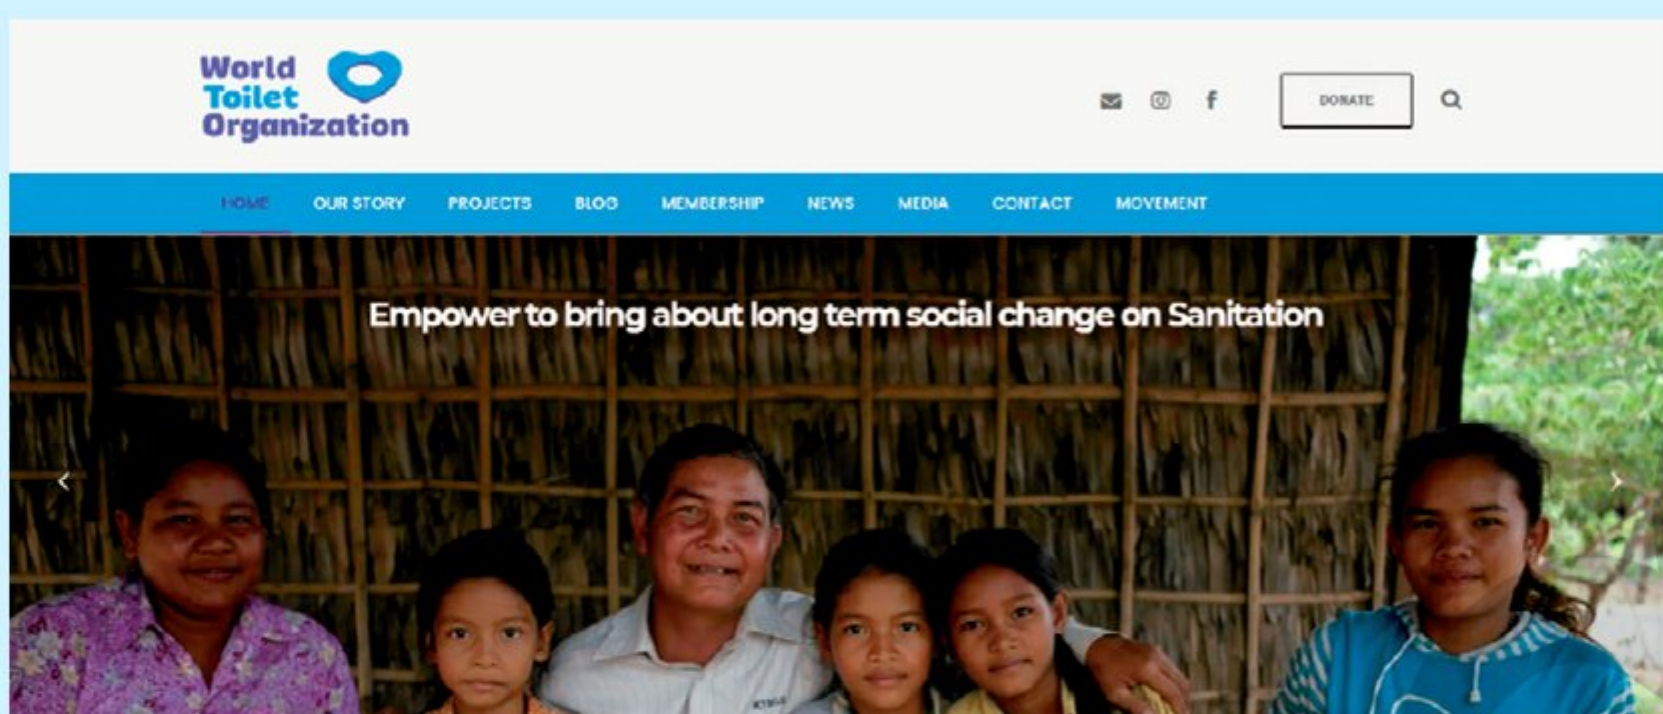 World
Toilet
Organization
DONATE
HOME
OUR STORY
PROJECTS
BLOG
MEMBERSHIP
NEWS
MEDIA
CONTACT
MOVEMENT
Empower to bring about long term social change on Sanitation